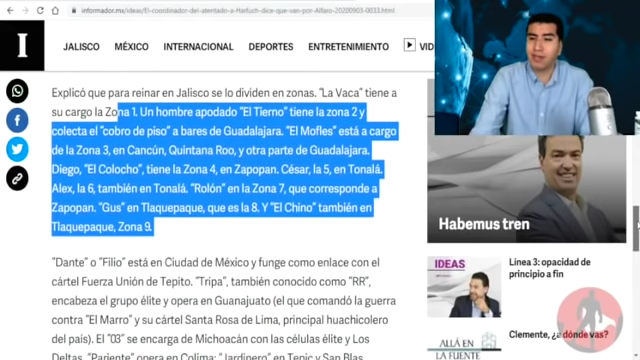 informador.mx/ideas/El-coordinador-del-atentado-a-Harfuch-dice-que-van-por-Alfaro-20200903-0033.html
I
JALISCO MÉXICO INTERNACIONAL DEPORTES ENTRETENIMIENTO VID
Explicó que para reinar en Jalisco se lo dividen en zonas. "La Vaca" tiene a
su cargo la Zona 1. Un hombre apodado "El Tierno" tiene la zona 2 y
colecta el "cobro de piso" a bares de Guadalajara. "El Mofles" está a cargo
de la Zona 3, en Cancún, Quintana Roo, y otra parte de Guadalajara.
Diego, "El Colocho", tiene la Zona 4, en Zapopan. César, la 5, en Tonalá.
Alex, la 6, también en Tonalá. "Rolón" en la Zona 7, que corresponde a
Zapopan. "Gus" en Tlaquepaque, que es la 8. Y "El Chino" también en
Tlaquepaque, Zona 9.
"Dante" o "Filio" está en Ciudad de México y funge como enlace con el
cártel Fuerza Unión de Tepito. "Tripa", también conocido como "RR",
encabeza el grupo élite y opera en Guanajuato (el que comandó la guerra
contra "El Marro" y su cártel Santa Rosa de Lima, principal huachicolero
del país). El "03" se encarga de Michoacán con las células élite y Los
Deltas. "Pariente" opera en Colima; "Jardinero" en Tepic y San Blas
Habemus tren
IDEAS
Línea 3: opacidad de
principio a fin
ALLÁ EN
LA FUENTE
Clemente, ¿a dónde vas?